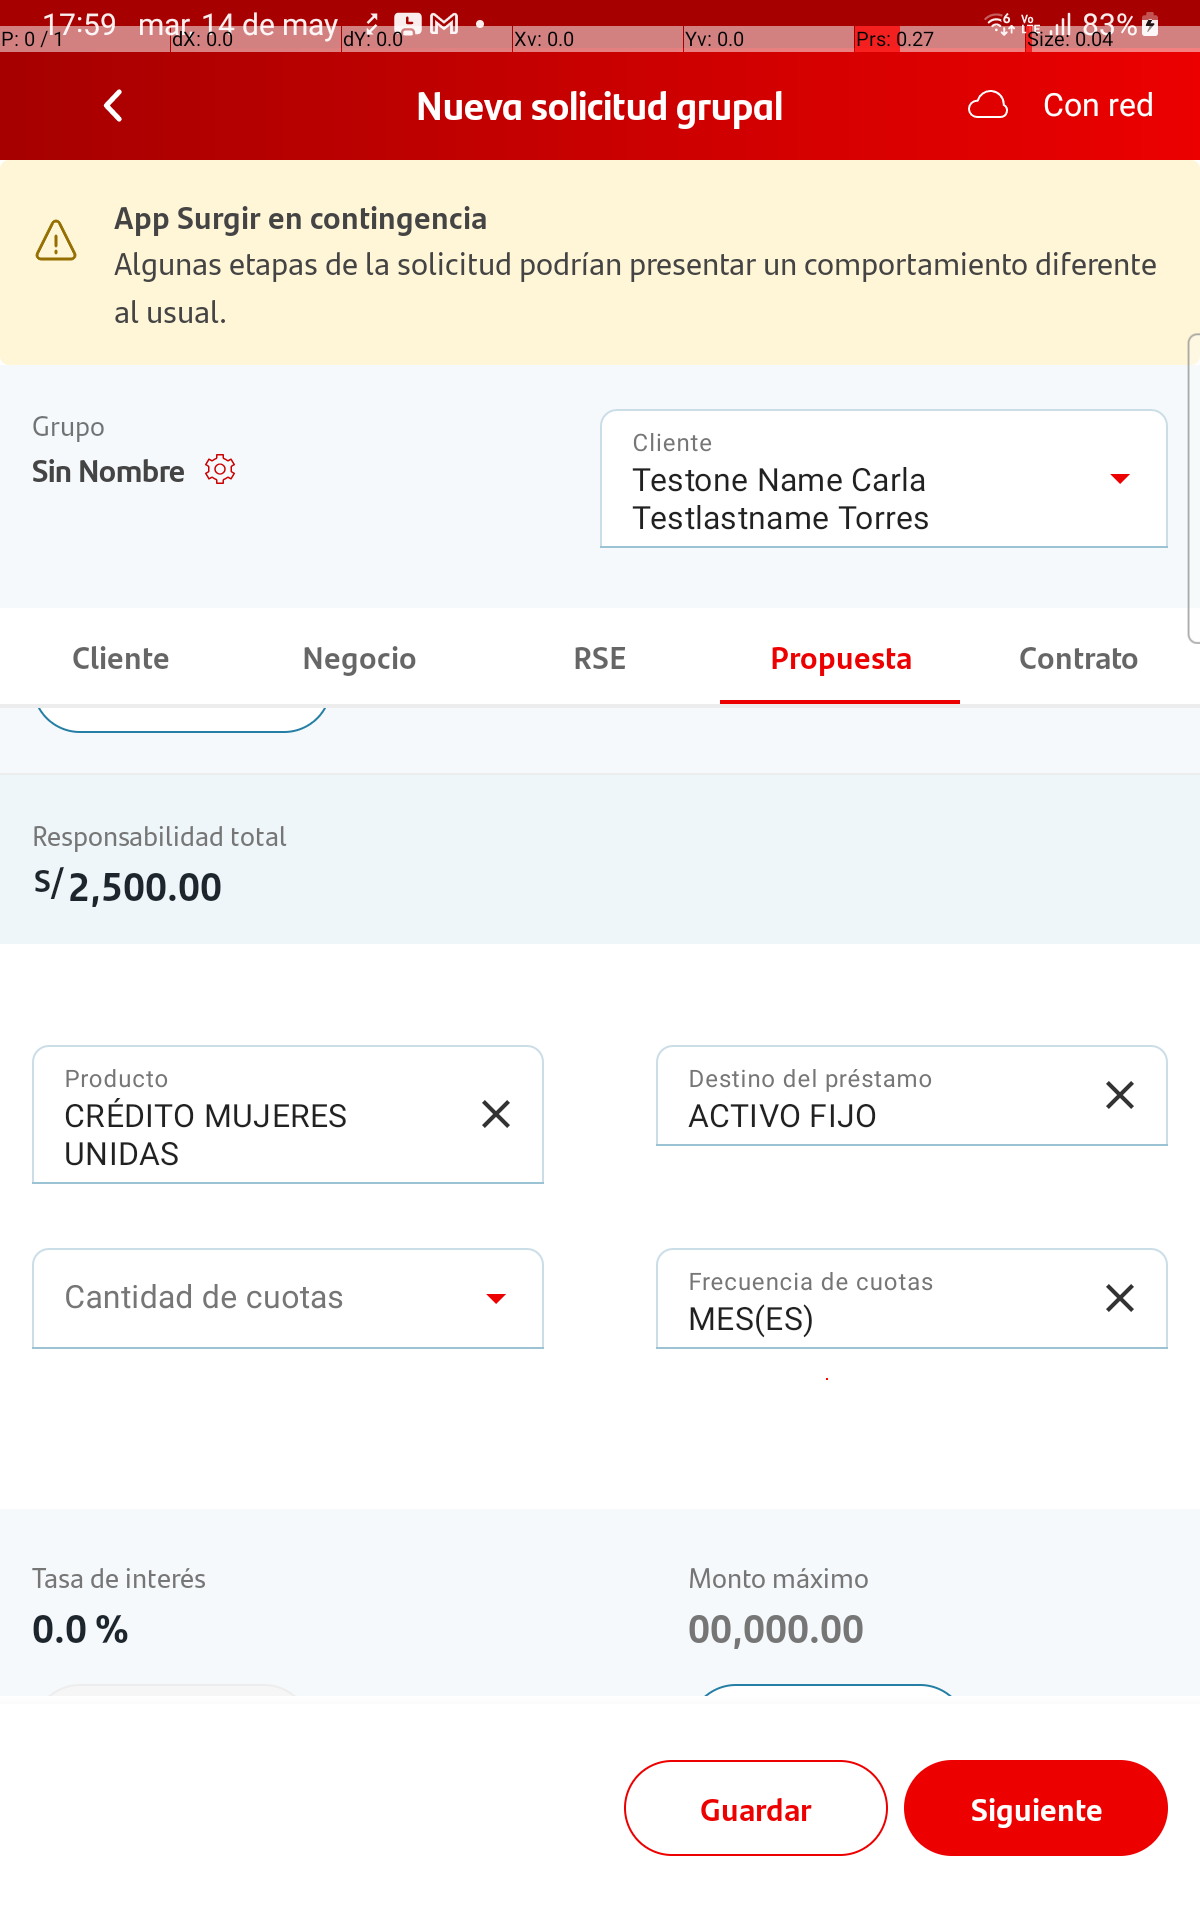 17:59 mar, 14 de may 83%
P: 0 / 1 dX: 0.0 dY: 0.0 Xv: 0.0 Yv: 0.0 Prs: 0.27 Size: 0.04
Nueva solicitud grupal
Con red
App Surgir en contingencia
Algunas etapas de la solicitud podrían presentar un comportamiento diferente
al usual.
Grupo
Sin Nombre
Cliente
Testone Name Carla
Testlastname Torres
Cliente Negocio RSE Propuesta Contrato
Responsabilidad total
S/ 2,500.00
Producto
CRÉDITO MUJERES
UNIDAS
Destino del préstamo
ACTIVO FIJO
Cantidad de cuotas
Frecuencia de cuotas
MES(ES)
Tasa de interés
0.0 %
Monto máximo
00,000.00
Guardar
Siguiente